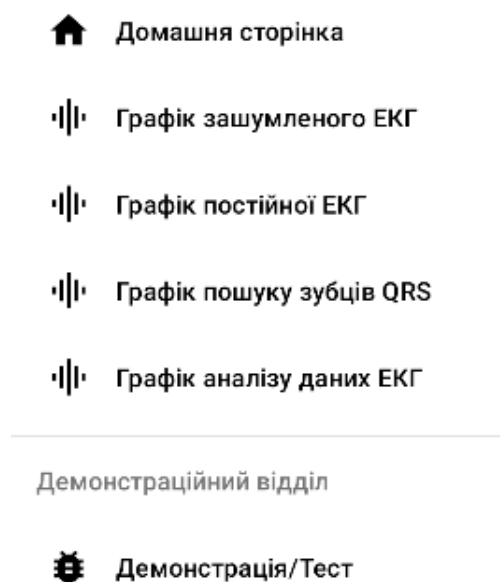 Домашня сторінка
Графік зашумленого ЕКГ
Графік постійної ЕКГ
Графік пошуку зубців QRS
Графік аналізу даних ЕКГ
Демонстраційний відділ
Демонстрація/Тест